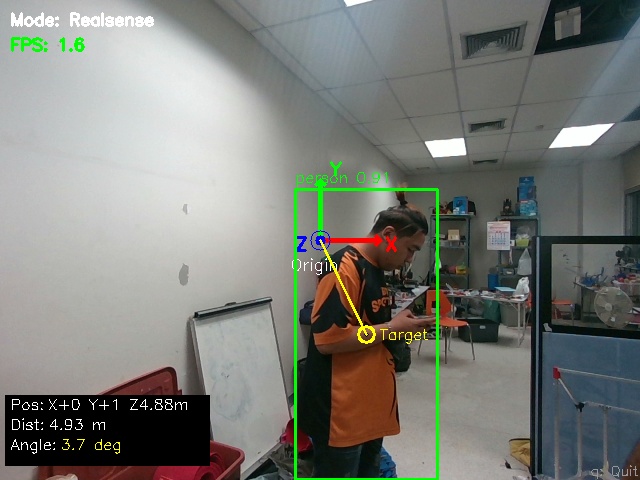 Mode: Realsense
FPS: 1.6
Y
person 0.91
Z
X
Origin
Target
Pos: X+0 Y+1 Z4.88m
Dist: 4.93 m
Angle: 3.7 deg
q: Quit